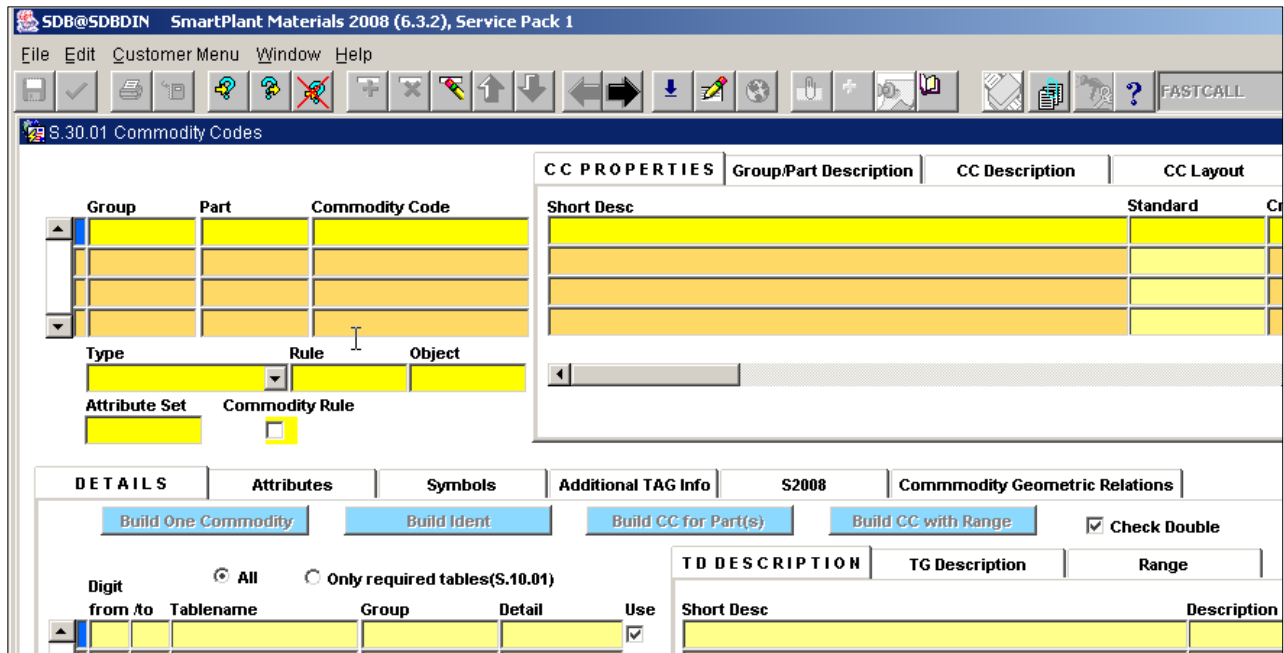 SDB@SDBDIN SmartPlant Materials 2008 (6.3.2), Service Pack 1
File Edit Customer Menu Window Help
? FASTCALL
S.30.01 Commodity Codes
CC PROPERTIES Group/Part Description CC Description CC Layout
Group Part Commodity Code Short Desc Standard
Type Rule Object
Attribute Set Commodity Rule
DETAILS Attributes Symbols Additional TAG Info S2008 Commmodity Geometric Relations
Build One Commodity Build Ident Build CC for Part(s) Build CC with Range Check Double
TD DESCRIPTION TG Description Range
Digit All Only required tables(S.10.01)
from /to Tablename Group Detail Use Short Desc Description